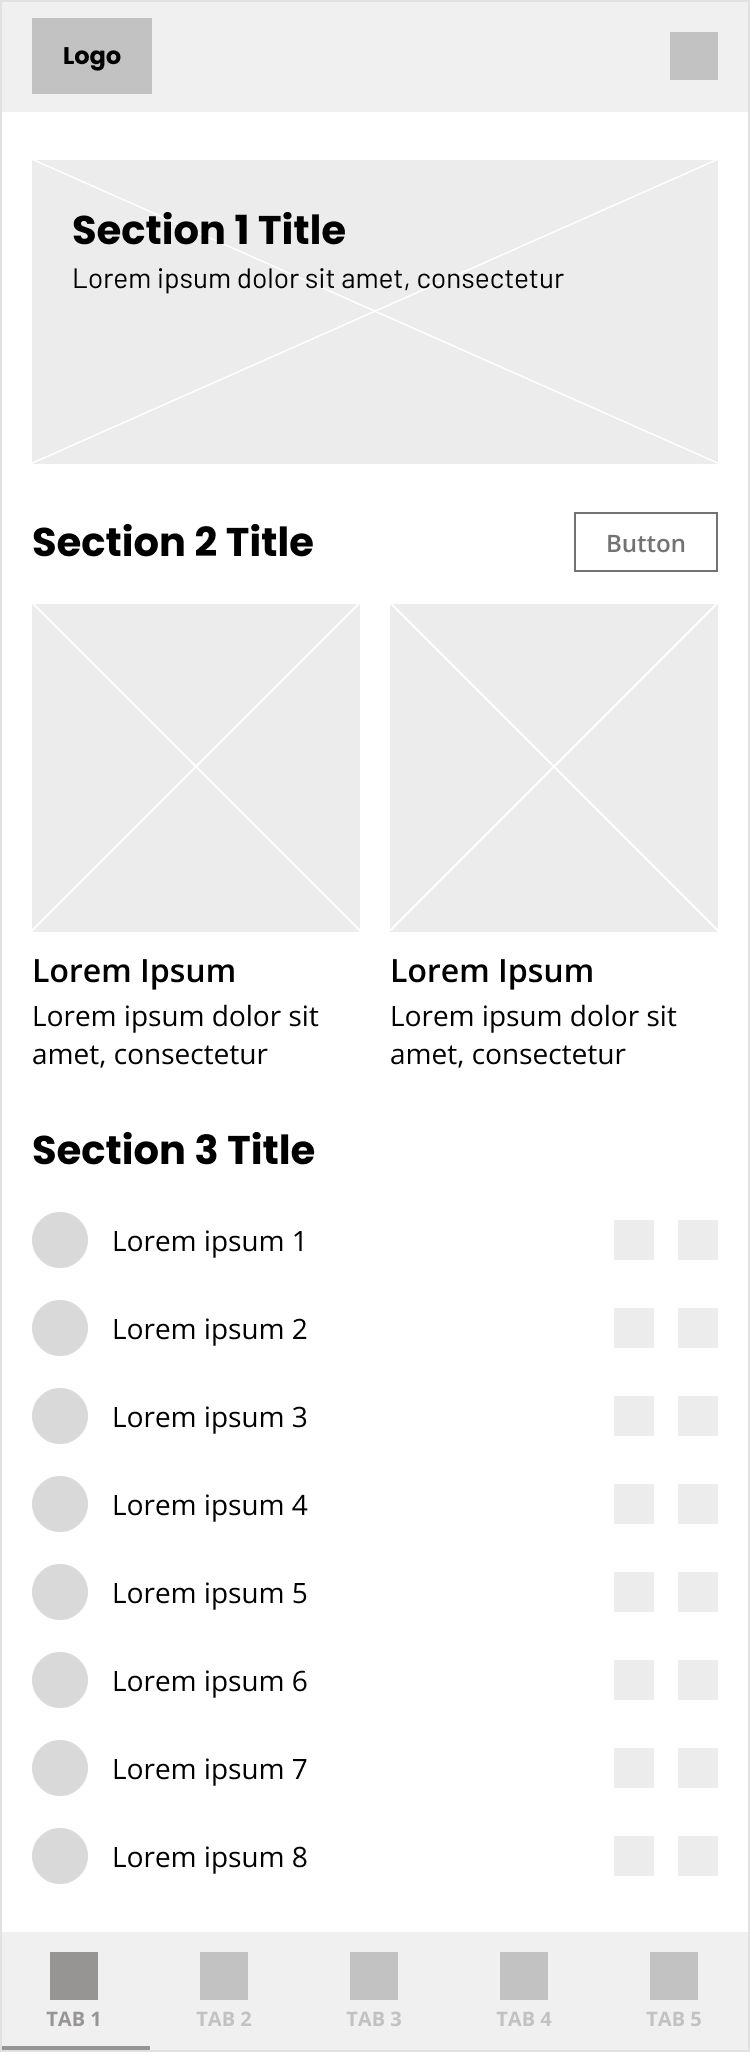 Logo
Section 1 Title
Lorem ipsum dolor sit amet, consectetur
Section 2 Title
Button
Lorem Ipsum
Lorem ipsum dolor sit
amet, consectetur
Lorem Ipsum
Lorem ipsum dolor sit
amet, consectetur
Section 3 Title
Lorem ipsum 1
Lorem ipsum 2
Lorem ipsum 3
Lorem ipsum 4
Lorem ipsum 5
Lorem ipsum 6
Lorem ipsum 7
Lorem ipsum 8
TAB 1
TAB 2
TAB 3
TAB 4
TAB 5